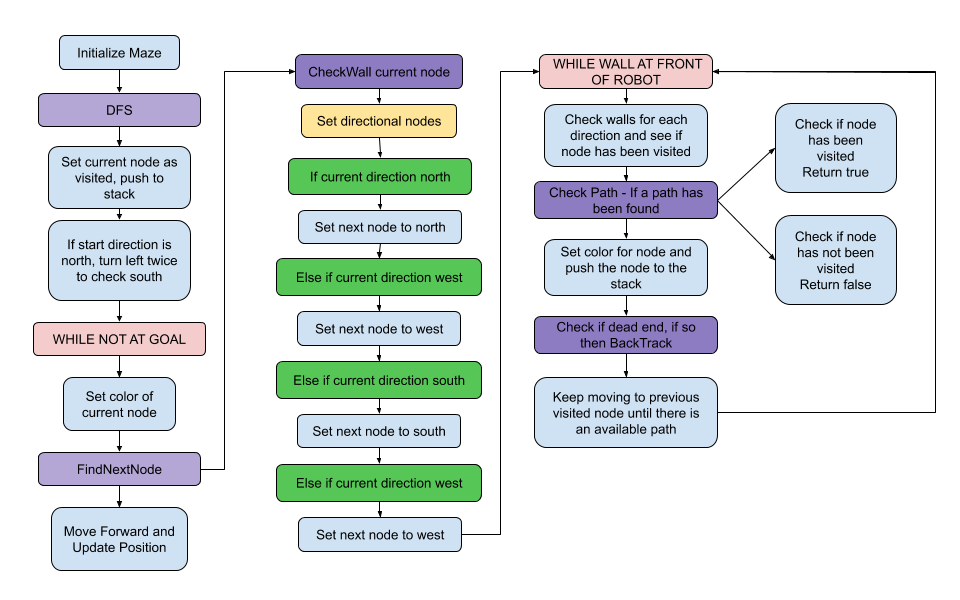 Initialize Maze
DFS
Set current node as
visited, push to
stack
If start direction is
north, turn left twice
to check south
WHILE NOT AT GOAL
Set color of
current node
FindNextNode
Move Forward and
Update Position
CheckWall current node
Set directional nodes
If current direction north
Set next node to north
Else if current direction west
Set next node to west
Else if current direction south
Set next node to south
Else if current direction west
Set next node to west
WHILE WALL AT FRONT
OF ROBOT
Check walls for each
direction and see if
node has been visited
Check Path - If a path has
been found
Set color for node and
push the node to the
stack
Check if dead end, if so
then BackTrack
Keep moving to previous
visited node until there is
an available path
Check if node
has been
visited
Return true
Check if node
has not been
visited
Return false